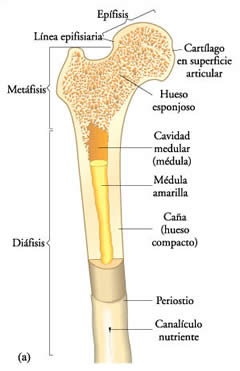 Epífisis
Línea epifisiaria
Cartílago
en superficie
articular
Metáfisis
Hueso
esponjoso
Cavidad
medular
(médula)
Médula
amarilla
Diáfisis
Caña
(hueso
compacto)
Periostio
Canalículo
nutriente
(a)